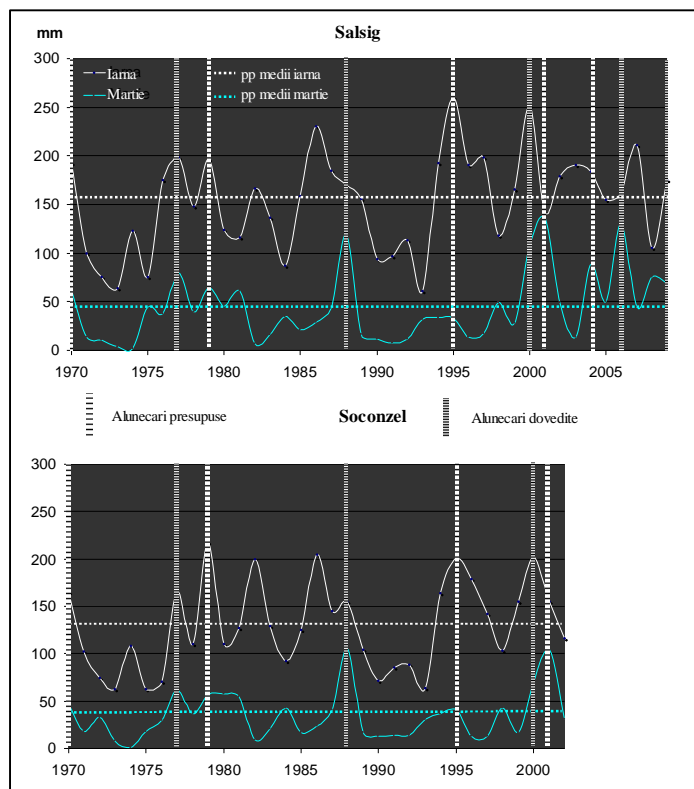 Salsig
mm
300
Iarna
pp medii iarna
Martie
pp medii martie
250
200
150
100
50
0
1970 1975 1980 1985 1990 1995 2000 2005
Alunecari presupuse
Soconzel
Alunecari dovedite
300
250
200
150
100
50
0
1970 1975 1980 1985 1990 1995 2000